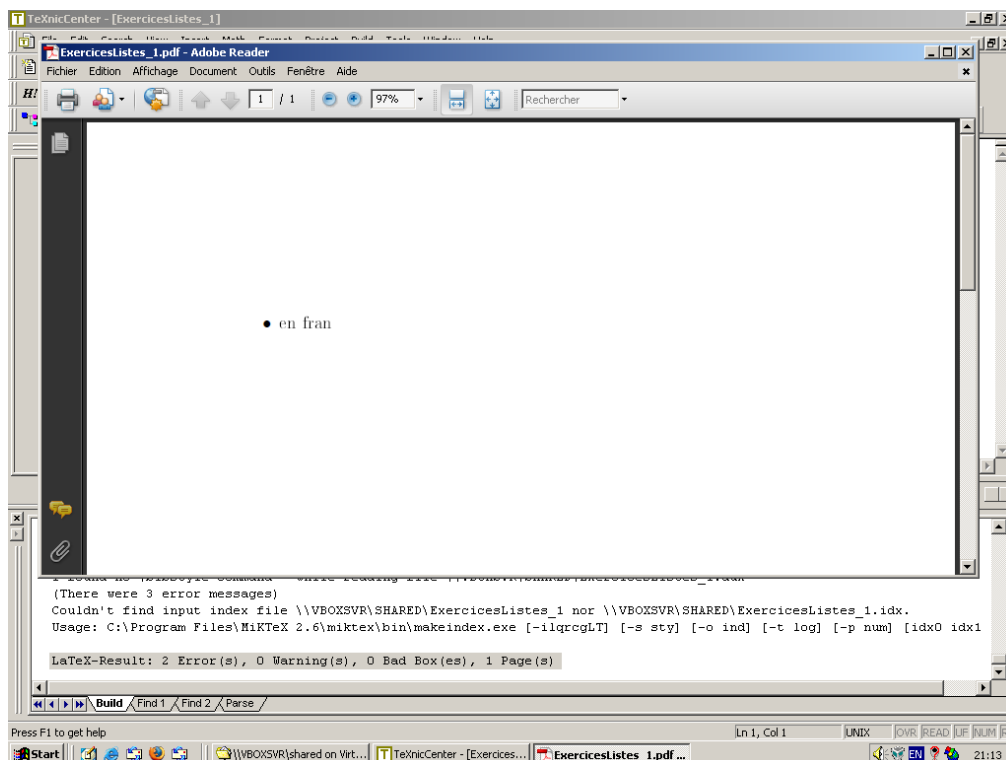 TeXnicCenter - [ExercicesListes_1]
ExercicesListes_1.pdf - Adobe Reader
Fichier Edition Affichage Document Outils Fenêtre Aide
1 / 1 97% Rechercher
• en fran
(There were 3 error messages)
Couldn't find input index file \\VBOXSVR\SHARED\ExercicesListes_1 nor \\VBOXSVR\SHARED\ExercicesListes_1.idx.
Usage: C:\Program Files\MiKTeX 2.6\miktex\bin\makeindex.exe [-ilqrcgLT] [-s sty] [-o ind] [-t log] [-p num] [idx0 idx1
LaTeX-Result: 2 Error(s), 0 Warning(s), 0 Bad Box(es), 1 Page(s)
Build Find 1 Find 2 Parse
Press F1 to get help Ln 1, Col 1 UNIX OVR READ LF NUM
Start \\VBOXSVR\shared on Virt... TeXnicCenter - [Exercices... ExercicesListes_1.pdf ... EN 21:13